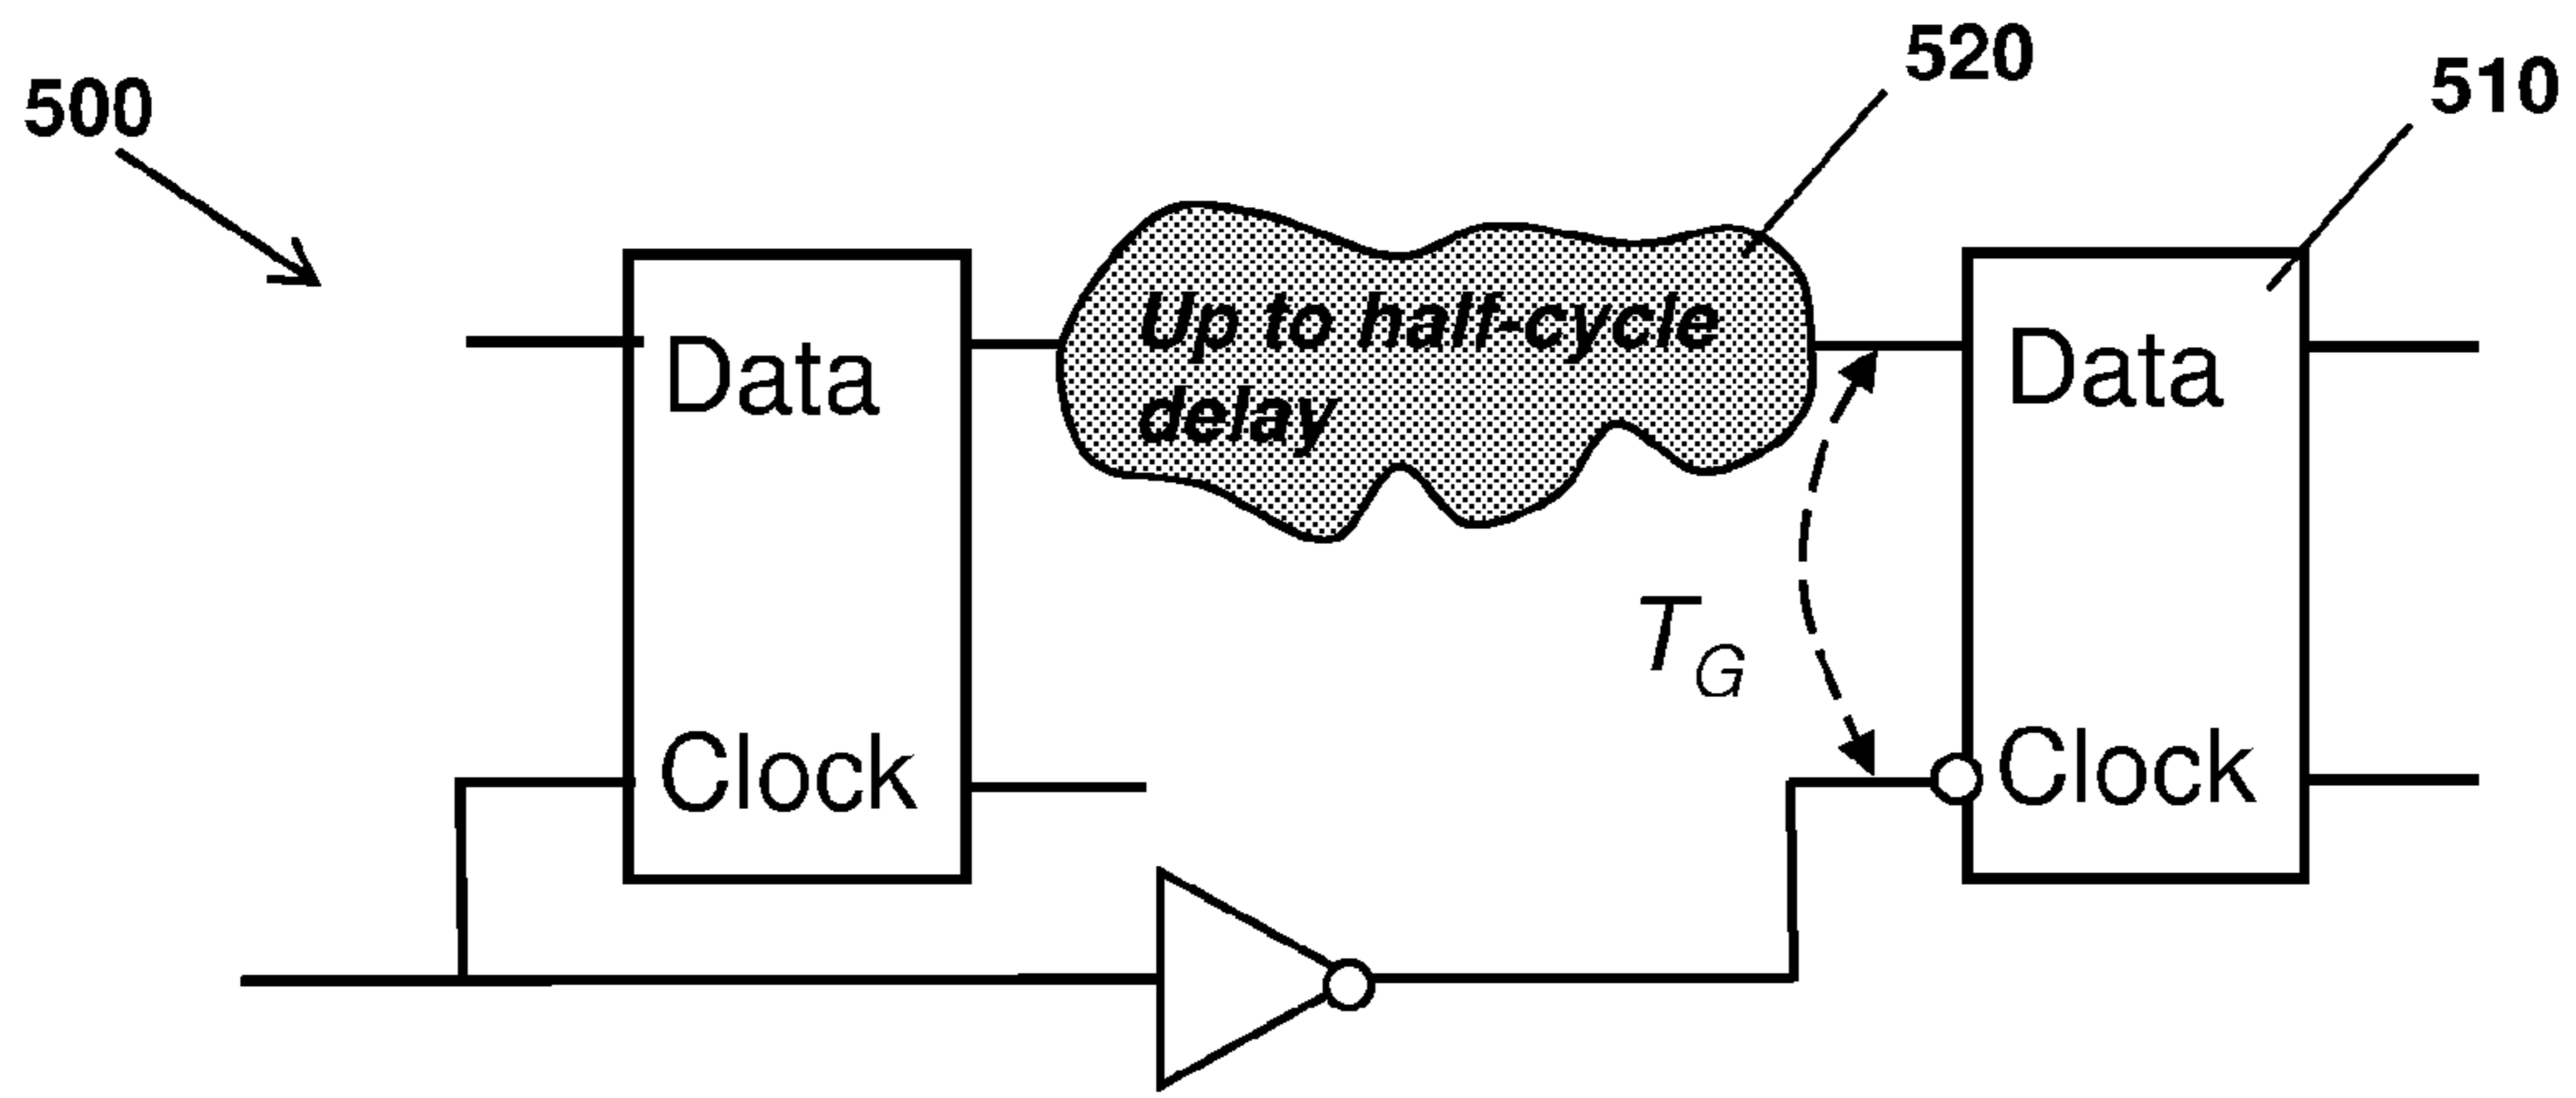 500
520
510
Up to half-cycle
delay
Data
Clock
T_G
Data
Clock